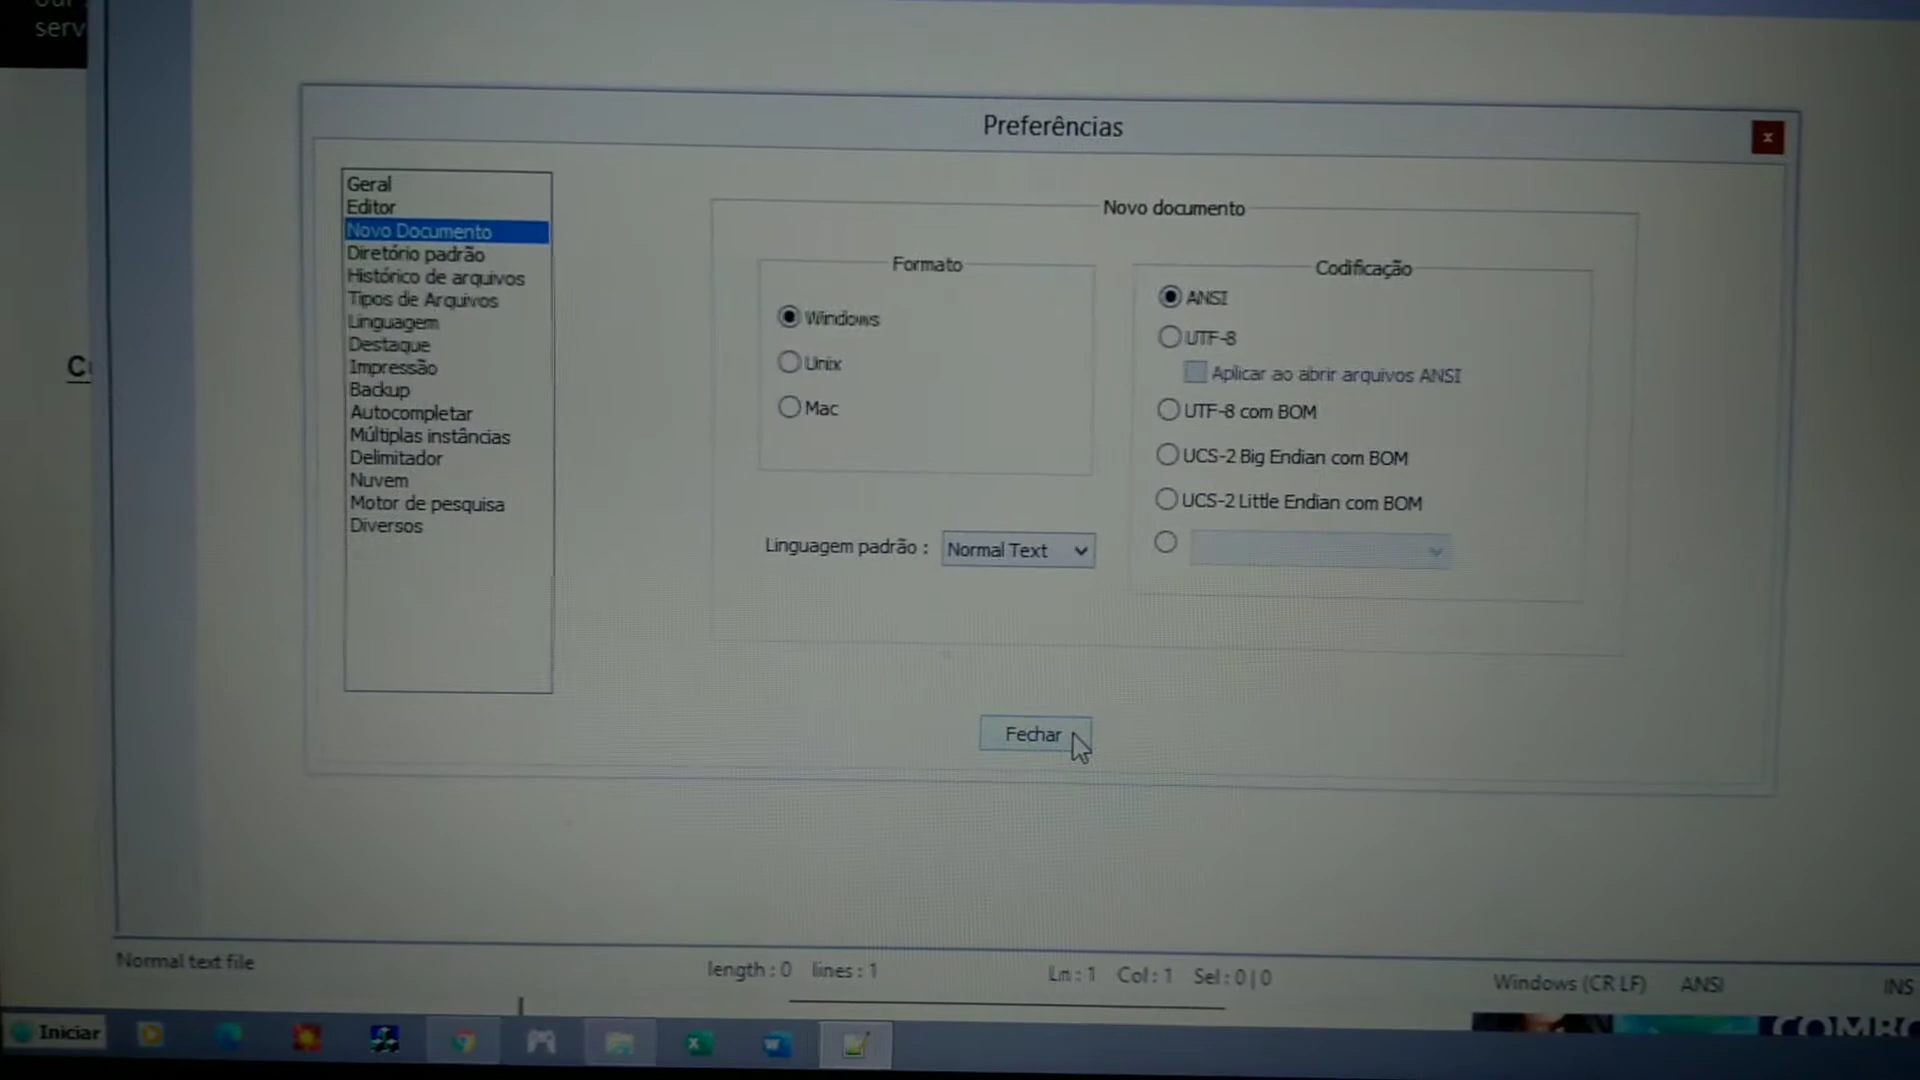 serv
Preferências
x
Geral
Editor
Novo Documento
Diretório padrão
Histórico de arquivos
Tipos de Arquivos
Linguagem
Destaque
Impressão
Backup
Autocompletar
Múltiplas instâncias
Delimitador
Nuvem
Motor de pesquisa
Diversos
Novo documento
Formato
Windows
Unix
Mac
Linguagem padrão :
Normal Text
Codificação
ANSI
UTF-8
Aplicar ao abrir arquivos ANSI
UTF-8 com BOM
UCS-2 Big Endian com BOM
UCS-2 Little Endian com BOM
Fechar
Normal text file
length : 0 lines : 1
Ln : 1 Col : 1 Sel : 0 | 0
Windows (CR LF)
ANSI
INS
Iniciar
COMBO